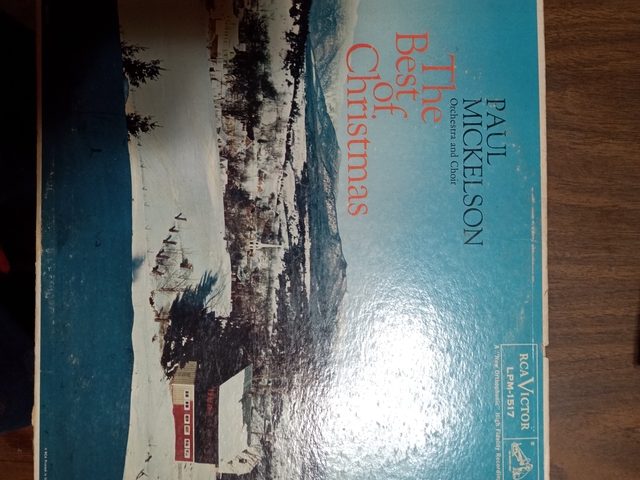 PAUL
MICKELSON
Orchestra and Choir
The
Best
of
Christmas
RCA VICTOR
LPM-1517
A "New Orthophonic" High Fidelity Recording